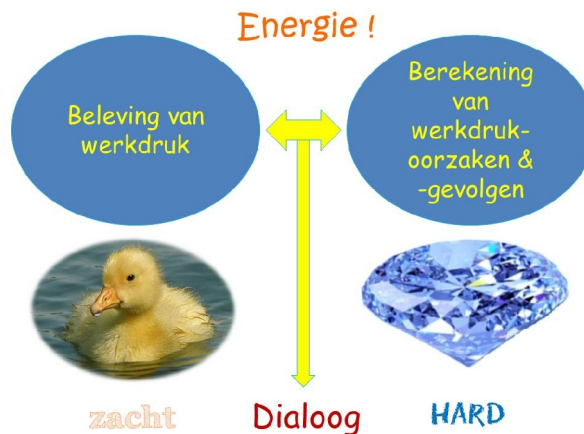 Energie !
Beleving van
werkdruk
Berekening
van
werkdruk-
oorzaken &
-gevolgen
zacht
Dialoog
HARD